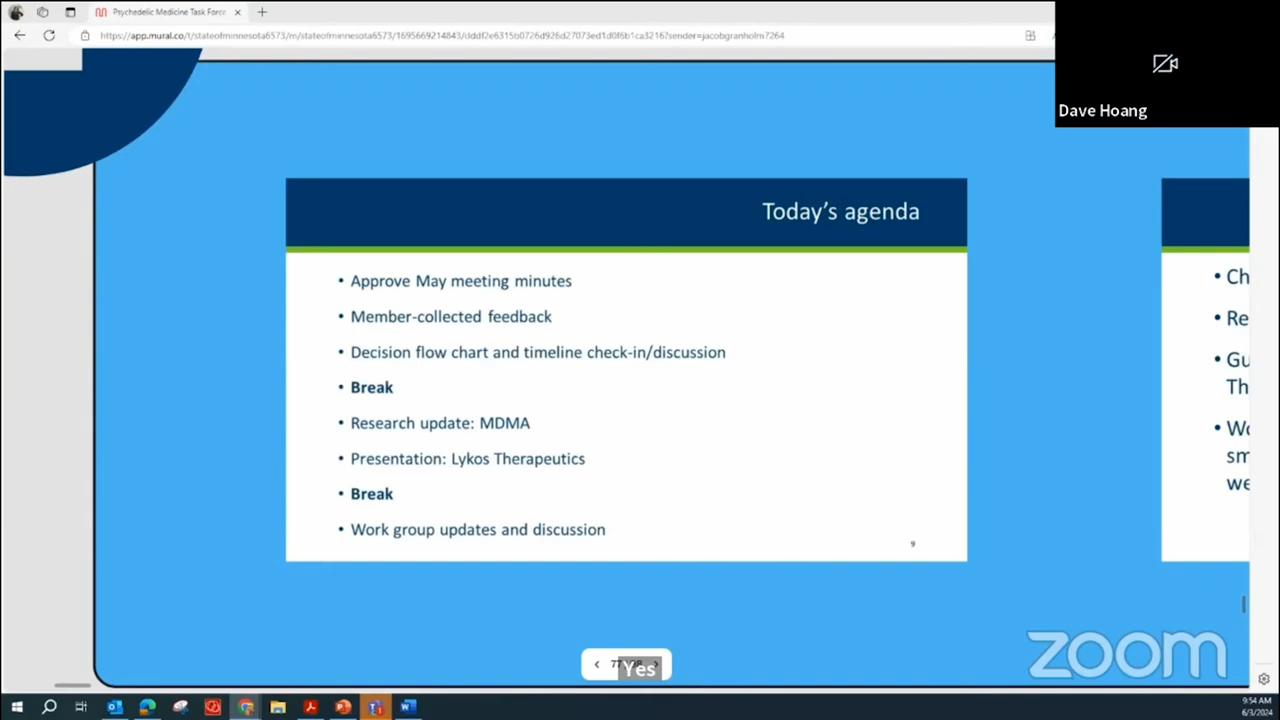 Psychedelic Medicine Task Force
https://app.mural.co/t/stateofminnesota6573/m/stateofminnesota6573/1695669214843/dddf2e6315b0726d926d27073ed1d0f6b1ca3216?sender=jacobgranholm7264
Dave Hoang
Today's agenda
• Approve May meeting minutes
• Member-collected feedback
• Decision flow chart and timeline check-in/discussion
• Break
• Research update: MDMA
• Presentation: Lykos Therapeutics
• Break
• Work group updates and discussion
9
• Ch
• Re
• Gu
Th
• Wo
sm
we
zoom
Yes
9:54 AM
6/3/2024